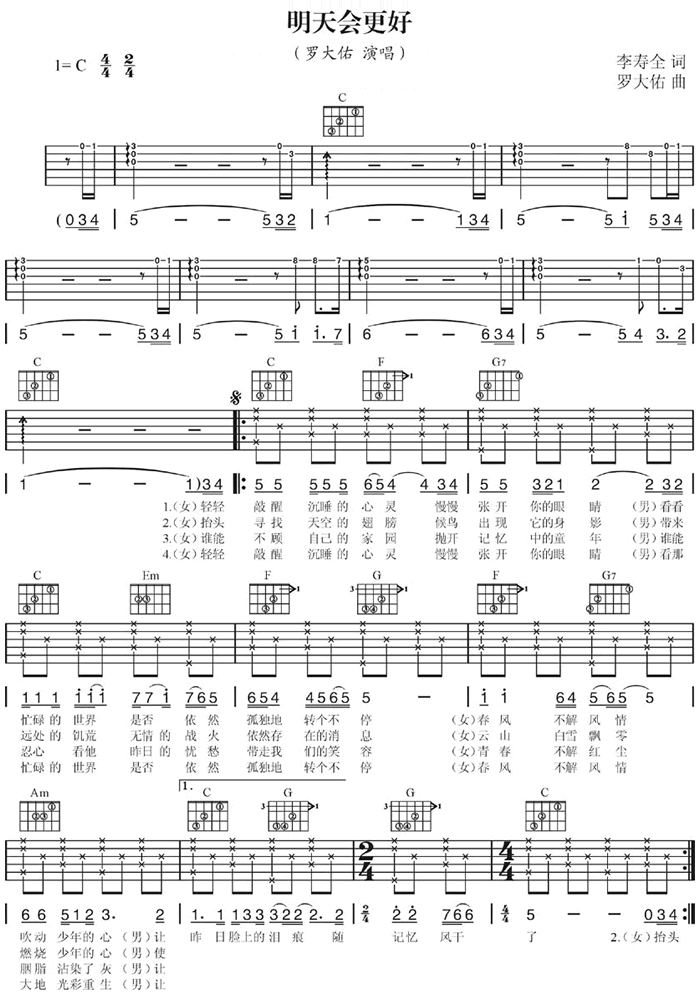 明天会更好
（罗大佑 演唱）
1= C 4/4 2/4
李寿全 词
罗大佑 曲
C
(0 3 4 | 5 – – 5 3 2 | 1 – – 1 3 4 | 5 – 5 i 5 3 4
5 – – 5 3 4 | 5 – 5 i i. 7 | 6 – – 6 3 4 | 5 – 5 4 3. 2
C C F G7
1 – – 1) 3 4 ‖: 5 5 5 5 5 6 5 4 4 3 4 | 5 5 3 2 1 1 – 3 4
1.（女）轻轻 敲醒 沉睡的 心灵 慢慢 张开 你的眼 睛（男）看看
2.（女）抬头 寻找 天空的 翅膀 候鸟 出现 它的身 影（男）带来
3.（女）谁能 不顾 自己的 家园 抛开 记忆 中的童 年（男）谁能
4.（女）轻轻 敲醒 沉睡的 心灵 慢慢 张开 你的眼 睛（男）看那
C Em F G F G7
1 1 1 i i i 7 7 i 7 6 5 | 6 5 4 5 4 5 5 5 – | i i 6 4 5 6 5 5
忙碌的 世界 是否 依然 孤独地 转个不 停 （女）春风 不解 风情
远处的 饥荒 无情的 战火 依然存 在的消 息 （女）云山 白雪 飘零
忍心 看他 昨日的 忧愁 带走我 们的笑 容 （女）青春 不解 红尘
忙碌的 世界 是否 依然 孤独地 转个不 停 （女）春风 不解 风情
1.
Am C G G C
6 6 5 1 2 – | 1. 1 1 3 3 3 2 2 2. 2 | 2/4 2 2 7 6 6 | 4/4 5 – – 0 3 4 :‖
吹动 少年的 心（男）让 昨 日脸上的 泪 痕 随 记忆 风干 了 2.（女）抬头
燃烧 少年的 心（男）使
胭脂 沾染了 灰（男）让
大地 光彩重 生（男）让